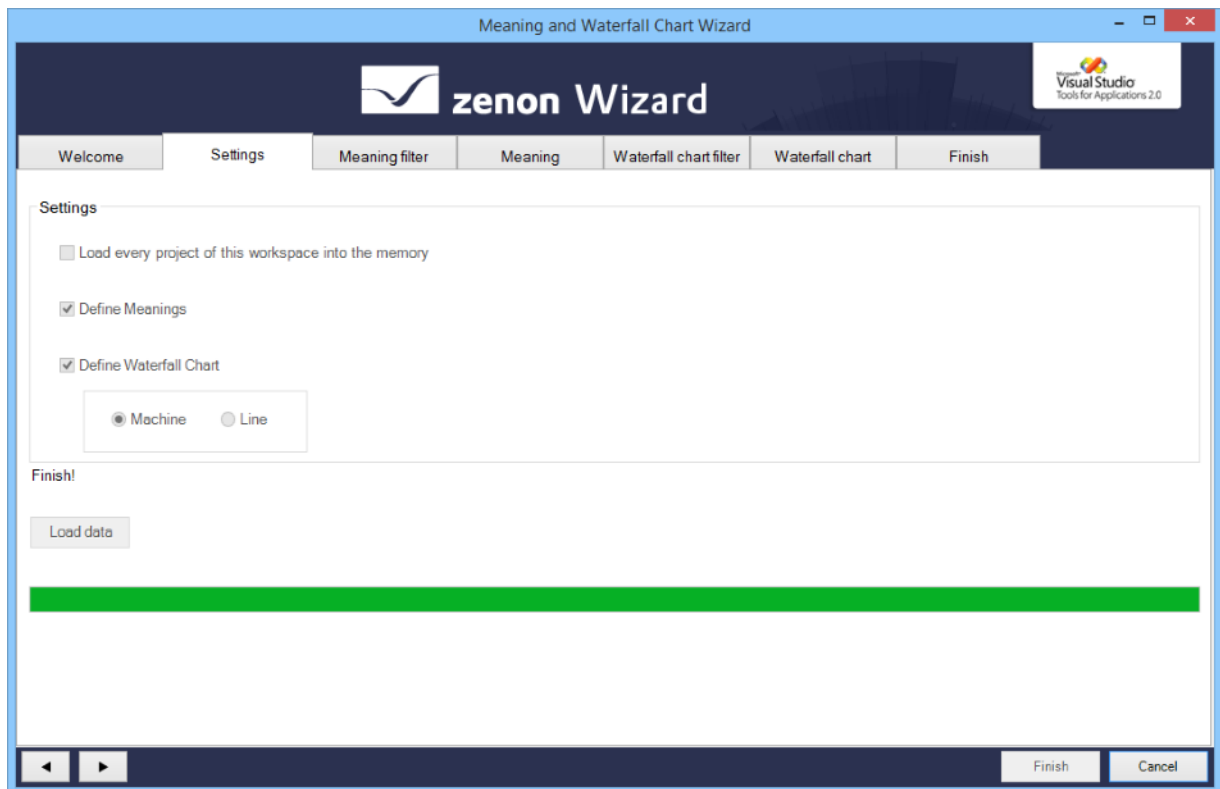 Meaning and Waterfall Chart Wizard
zenon Wizard
Microsoft
Visual Studio
Tools for Applications 2.0
Welcome Settings Meaning filter Meaning Waterfall chart filter Waterfall chart Finish
Settings
Load every project of this workspace into the memory
Define Meanings
Define Waterfall Chart
Machine Line
Finish!
Load data
Finish Cancel